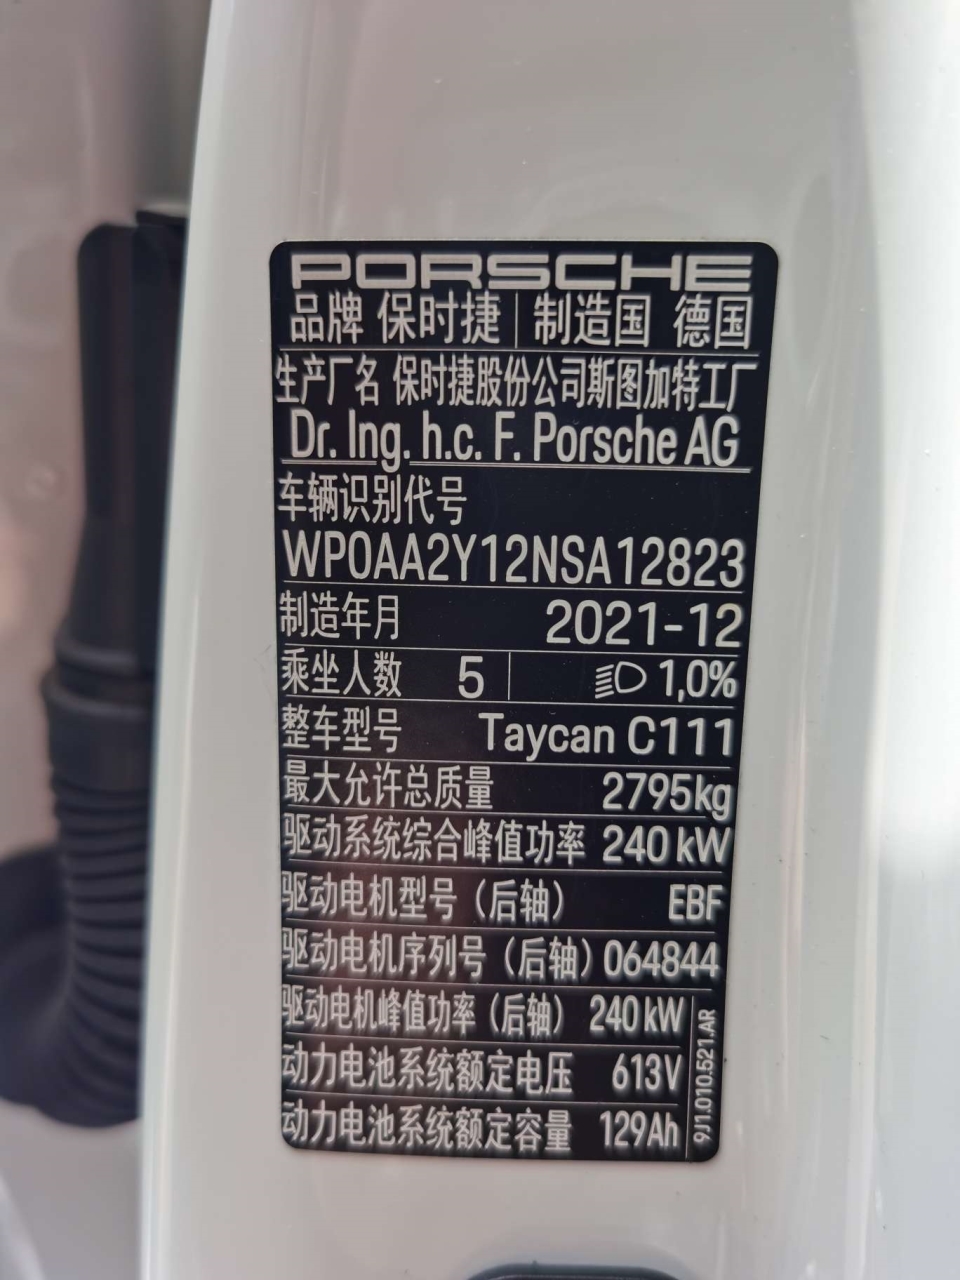 PORSCHE
品牌 保时捷 | 制造国 德国
生产厂名 保时捷股份公司斯图加特工厂
Dr. Ing. h.c. F. Porsche AG
车辆识别代号
WP0AA2Y12NSA12823
制造年月 2021-12
乘坐人数 5 | 1,0%
整车型号 Taycan C111
最大允许总质量 2795kg
驱动系统综合峰值功率 240 kW
驱动电机型号（后轴） EBF
驱动电机序列号（后轴）064844
驱动电机峰值功率（后轴） 240 kW
动力电池系统额定电压 613V
动力电池系统额定容量 129Ah
9J1.010.521.AR